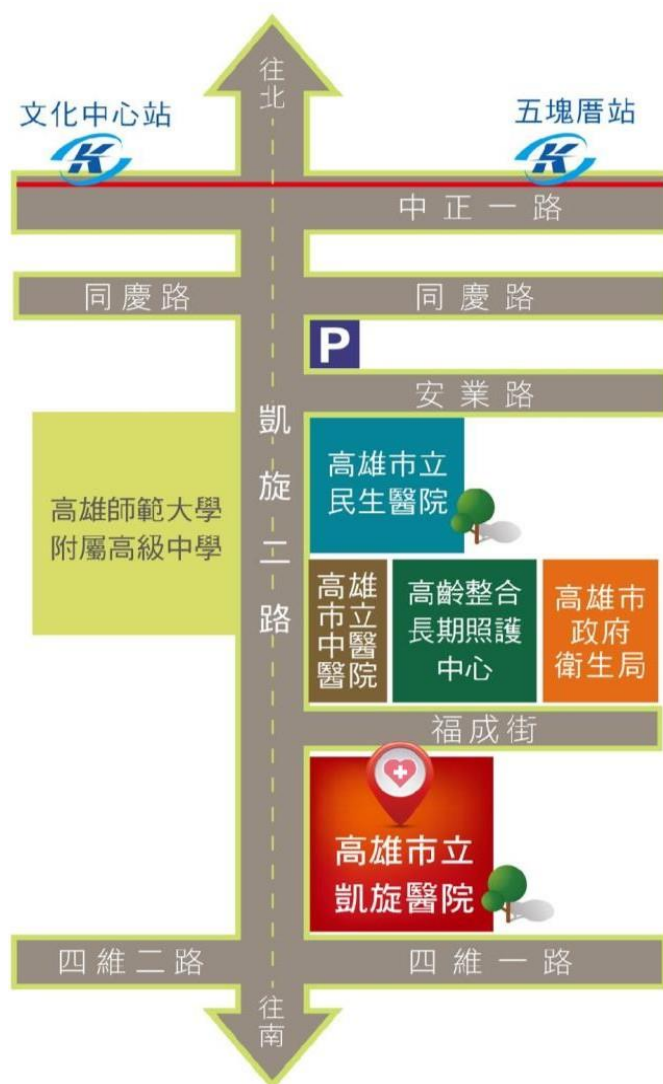 往北
文化中心站
五塊厝站
K
K
中正一路
同慶路
同慶路
P
安業路
凱旋二路
高雄市立
民生醫院
高雄師範大學
附屬高級中學
高雄
市立
中醫
醫院
高齡整合
長期照護
中心
高雄市
政府
衛生局
福成街
高雄市立
凱旋醫院
四維二路
四維一路
往南